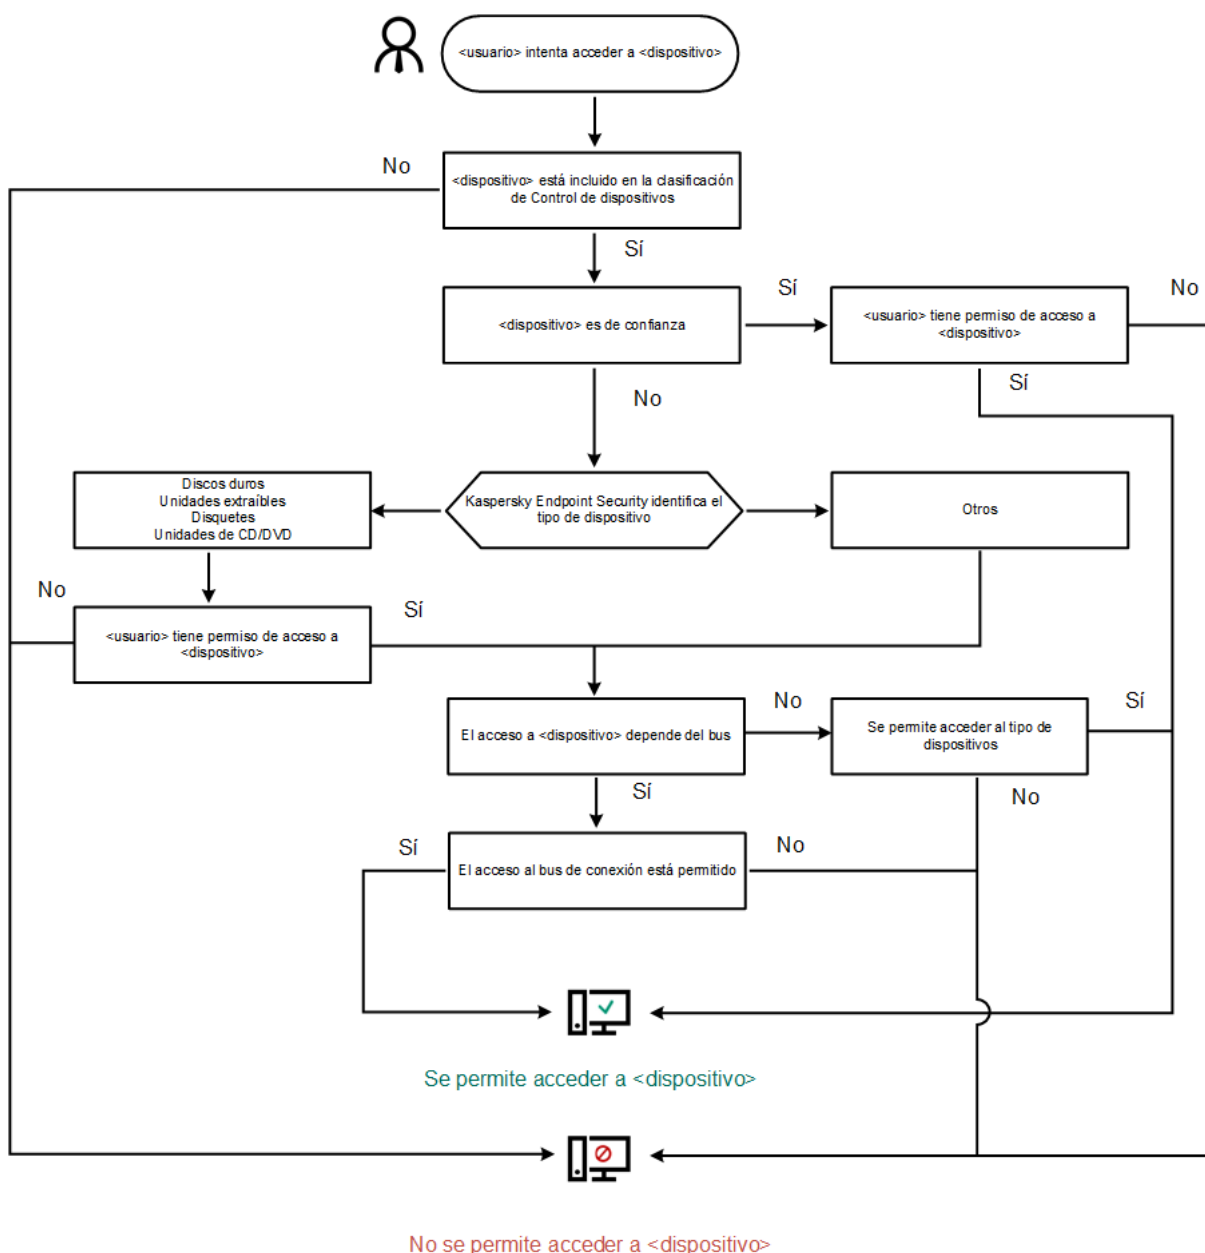 <usuario> intenta acceder a <dispositivo>
No
<dispositivo> está incluido en la clasificación
de Control de dispositivos
Sí
<dispositivo> es de confianza
Sí
<usuario> tiene permiso de acceso a
<dispositivo>
No
Sí
No
Discos duros
Unidades extraíbles
Disquetes
Unidades de CD/DVD
Kaspersky Endpoint Security identifica el
tipo de dispositivo
Otros
No
<usuario> tiene permiso de acceso a
<dispositivo>
Sí
El acceso a <dispositivo> depende del bus
No
Se permite acceder al tipo de
dispositivos
Sí
Sí
No
Sí
El acceso al bus de conexión está permitido
No
Se permite acceder a <dispositivo>
No se permite acceder a <dispositivo>